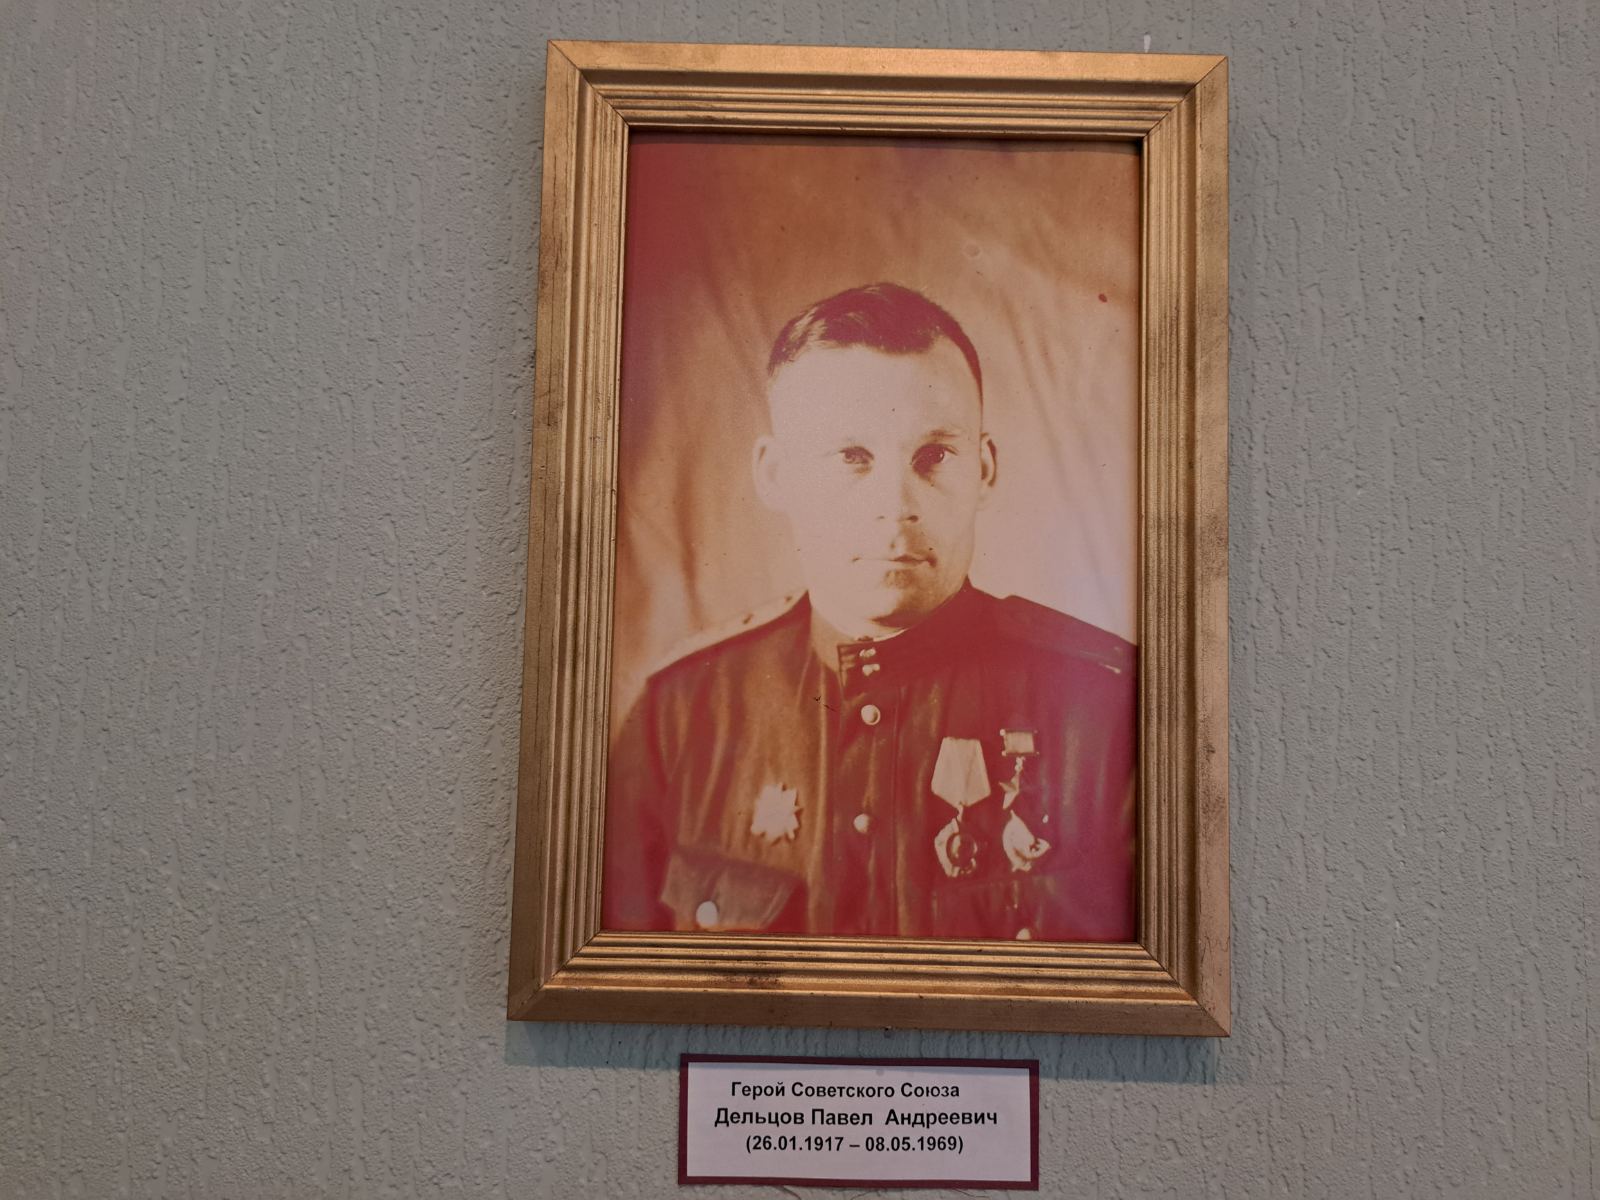 Герой Советского Союза
Дельцов Павел Андреевич
(26.01.1917 – 08.05.1969)